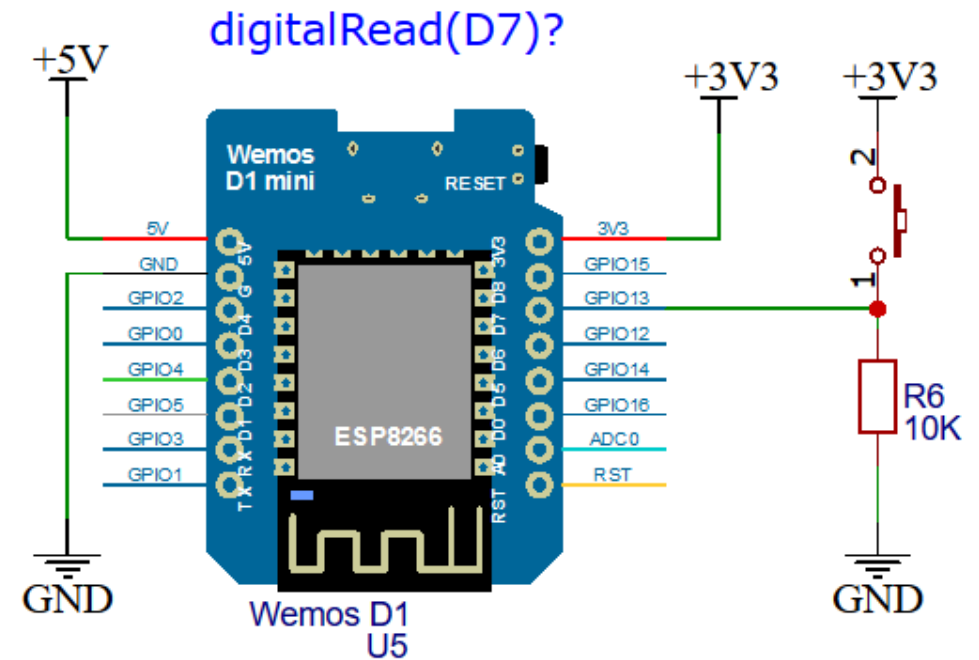 digitalRead(D7)?
+5V
+3V3
+3V3
Wemos
D1 mini
RESET
2
1
5V
GND
GPIO2
GPIO0
GPIO4
GPIO5
GPIO3
GPIO1
5V
G
D4
D3
D2
D1
RX
TX
3V3
D8
D7
D6
D5
D0
A0
RST
3V3
GPIO15
GPIO13
GPIO12
GPIO14
GPIO16
ADC0
RST
ESP8266
R6
10K
GND
GND
Wemos D1
U5